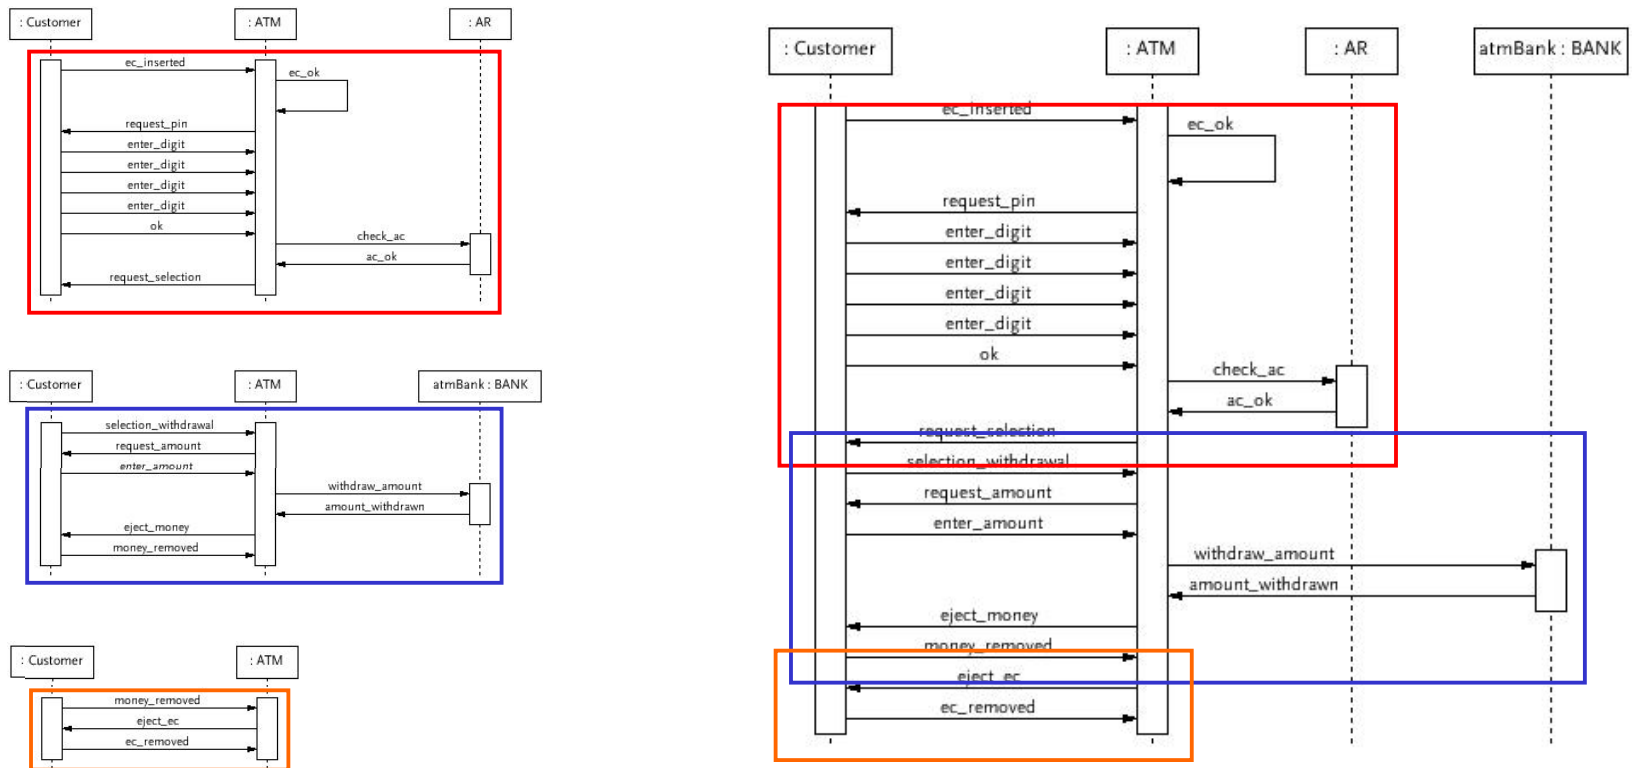 : Customer
: ATM
: AR
ec_inserted
ec_ok
request_pin
enter_digit
enter_digit
enter_digit
enter_digit
ok
check_ac
ac_ok
request_selection
: Customer
: ATM
atmBank : BANK
selection_withdrawal
request_amount
enter_amount
withdraw_amount
amount_withdrawn
eject_money
money_removed
: Customer
: ATM
money_removed
eject_ec
ec_removed
: Customer
: ATM
: AR
atmBank : BANK
ec_inserted
ec_ok
request_pin
enter_digit
enter_digit
enter_digit
enter_digit
ok
check_ac
ac_ok
request_selection
selection_withdrawal
request_amount
enter_amount
withdraw_amount
amount_withdrawn
eject_money
money_removed
eject_ec
ec_removed